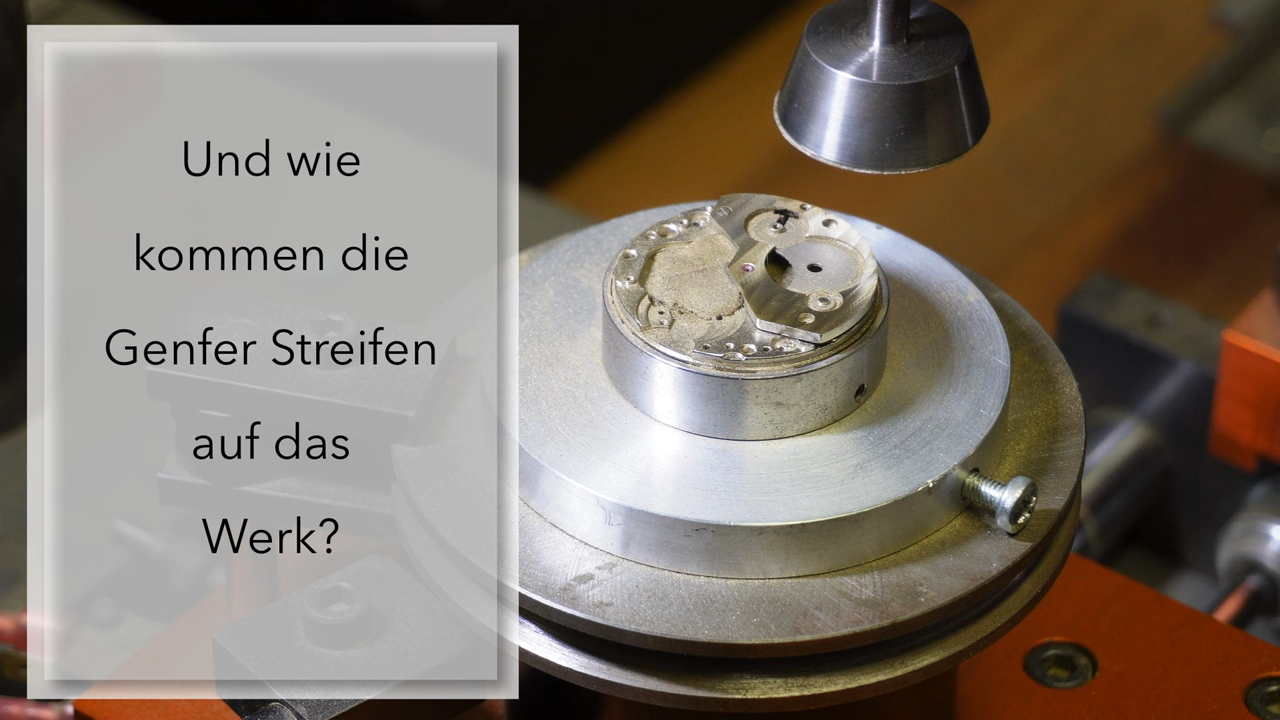 Und wie
kommen die
Genfer Streifen
auf das
Werk?